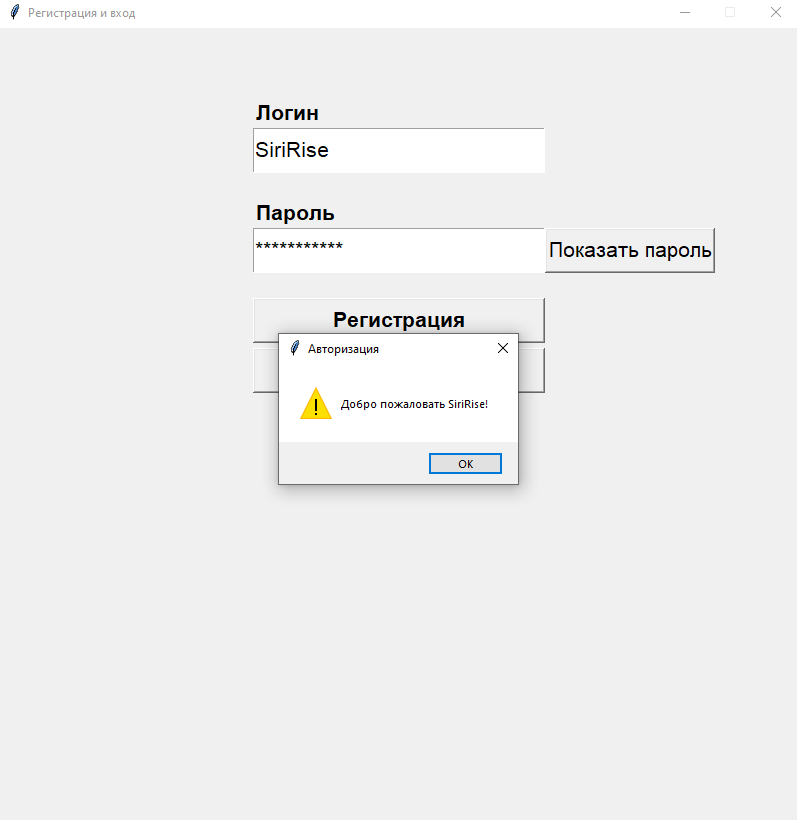 Регистрация и вход
Логин
SiriRise
Пароль
***********
Показать пароль
Регистрация
Авторизация
Добро пожаловать SiriRise!
OK